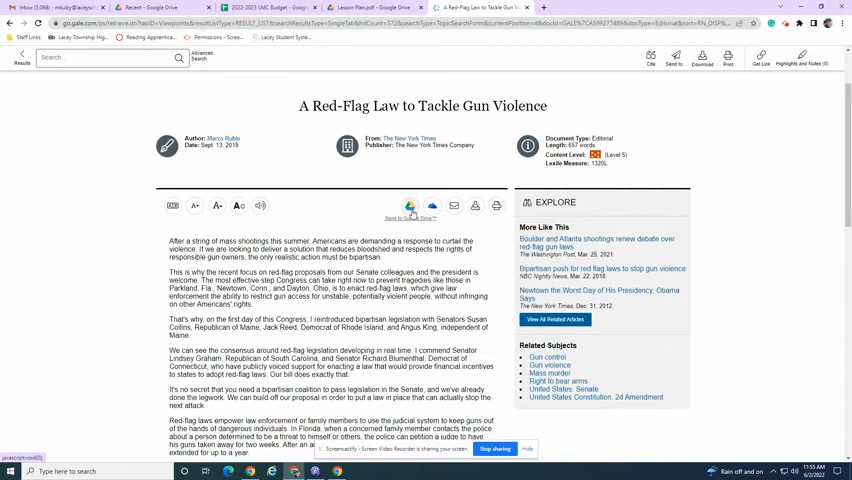 Inbox (3,068) - mkulzy@laceysch
Recent - Google Drive
2022-2023 LMC Budget - Google
Lesson Plan.pdf - Google Drive
A Red-Flag Law to Tackle Gun Vi
go.gale.com/ps/retrieve.do?tabID=Viewpoints&resultListType=RESULT_LIST&searchResultsType=SingleTab&hitCount=572&searchType=TopicSearchForm&currentPosition=4&docId=GALE%7CA599277489&docType=Editorial&sort=RN_DISP
Staff Links
Lacey Township Hig...
Reading Apprentice...
Screencastify - Scre...
Lacey Student Syste...
Results
Search...
Advanced
Search
Cite
Send to...
Download
Print
Get Link
Highlights and Notes (0)
A Red-Flag Law to Tackle Gun Violence
Author: Marco Rubio
Date: Sept. 13, 2019
From: The New York Times
Publisher: The New York Times Company
Document Type: Editorial
Length: 657 words
Content Level: (Level 5)
Lexile Measure: 1320L
Send to Google Drive™
After a string of mass shootings this summer, Americans are demanding a response to curtail the
violence. If we are looking to deliver a solution that reduces bloodshed and respects the rights of
responsible gun owners, the only realistic action must be bipartisan.
This is why the recent focus on red-flag proposals from our Senate colleagues and the president is
welcome. The most effective step Congress can take right now to prevent tragedies like those in
Parkland, Fla.; Newtown, Conn.; and Dayton, Ohio, is to enact red-flag laws, which give law
enforcement the ability to restrict gun access for unstable, potentially violent people, without infringing
on other Americans' rights.
That's why, on the first day of this Congress, I reintroduced bipartisan legislation with Senators Susan
Collins, Republican of Maine; Jack Reed, Democrat of Rhode Island; and Angus King, independent of
Maine.
We can see the consensus around red-flag legislation developing in real time. I commend Senator
Lindsey Graham, Republican of South Carolina, and Senator Richard Blumenthal, Democrat of
Connecticut, who have publicly voiced support for enacting a law that would provide financial incentives
to states to adopt red-flag laws. Our bill does exactly that.
It's no secret that you need a bipartisan coalition to pass legislation in the Senate, and we've already
done the legwork. We can build off our proposal in order to put a law in place that can actually stop the
next attack.
Red-flag laws empower law enforcement or family members to use the judicial system to keep guns out
of the hands of dangerous individuals. In Florida, when a concerned family member contacts the police
about a person determined to be a threat to himself or others, the police can petition a judge to have
his guns taken away for two weeks. After an
extended for up to a year.
EXPLORE
More Like This
Boulder and Atlanta shootings renew debate over
red-flag gun laws
The Washington Post, Mar. 25, 2021.
Bipartisan push for red flag laws to stop gun violence
NBC Nightly News, Mar. 22, 2018.
Newtown the Worst Day of His Presidency, Obama
Says
The New York Times, Dec. 31, 2012.
View All Related Articles
Related Subjects
Gun control
Gun violence
Mass murder
Right to bear arms
United States. Senate
United States Constitution. 2d Amendment
Screencastify - Screen Video Recorder is sharing your screen.
Stop sharing
Hide
javascript:void(0);
Type here to search
Rain off and on
11:55 AM
6/2/2022